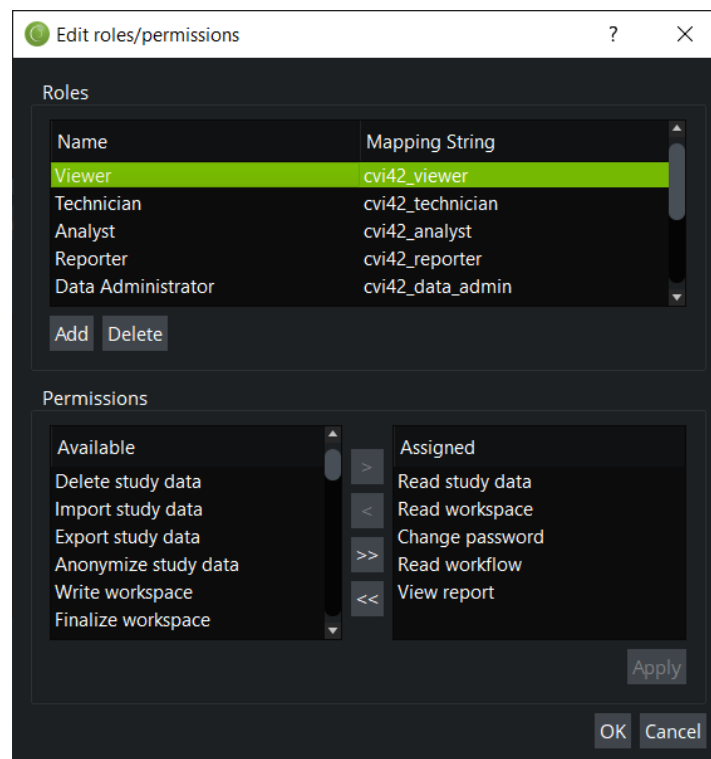 Edit roles/permissions ?
Roles
Name Mapping String
Viewer cvi42_viewer
Technician cvi42_technician
Analyst cvi42_analyst
Reporter cvi42_reporter
Data Administrator cvi42_data_admin
Add Delete
Permissions
Available Assigned
Delete study data > Read study data
Import study data < Read workspace
Export study data Change password
Anonymize study data >> Read workflow
Write workspace << View report
Finalize workspace
Apply
OK Cancel